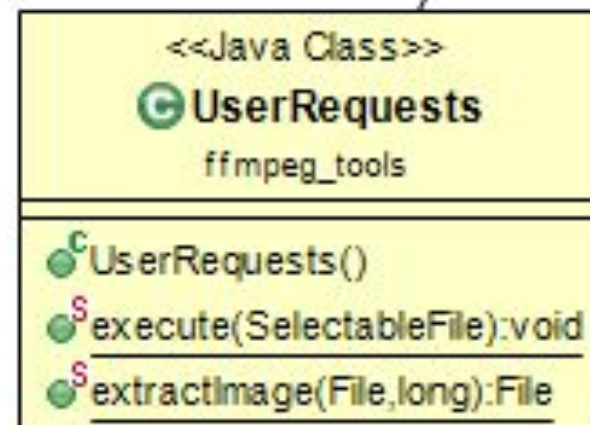 <<Java Class>>
C UserRequests
ffmpeg_tools
C UserRequests()
S execute(SelectableFile):void
S extractImage(File,long):File